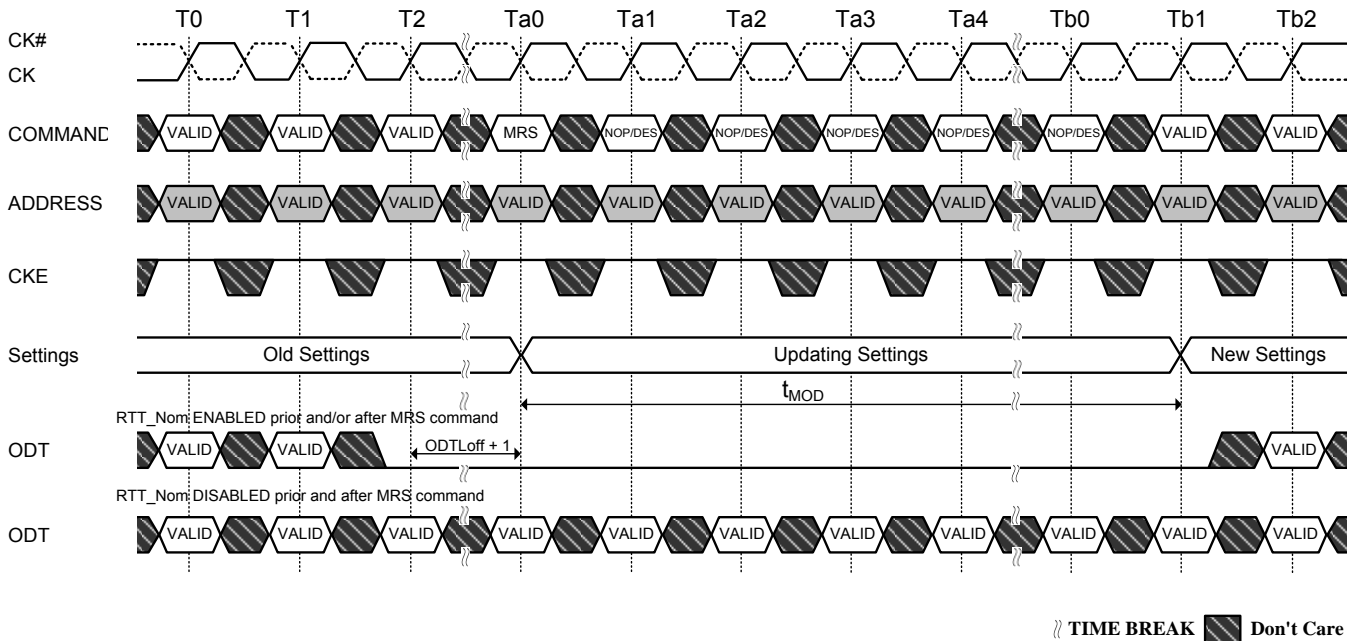 T0 T1 T2 Ta0 Ta1 Ta2 Ta3 Ta4 Tb0 Tb1 Tb2
CK#
CK
COMMAND VALID VALID VALID MRS NOP/DES NOP/DES NOP/DES NOP/DES NOP/DES VALID VALID
ADDRESS VALID VALID VALID VALID VALID VALID VALID VALID VALID VALID VALID
CKE
Settings Old Settings Updating Settings New Settings
tMOD
RTT_Nom ENABLED prior and/or after MRS command
ODT VALID VALID ODTLoff + 1 VALID
RTT_Nom DISABLED prior and after MRS command
ODT VALID VALID VALID VALID VALID VALID VALID VALID VALID VALID VALID
TIME BREAK Don't Care